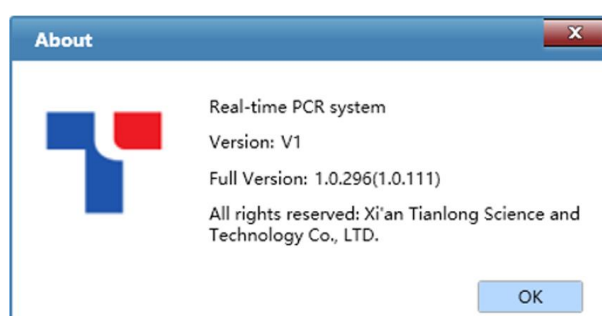 About
x
Real-time PCR system
Version: V1
Full Version: 1.0.296(1.0.111)
All rights reserved: Xi'an Tianlong Science and
Technology Co., LTD.
OK